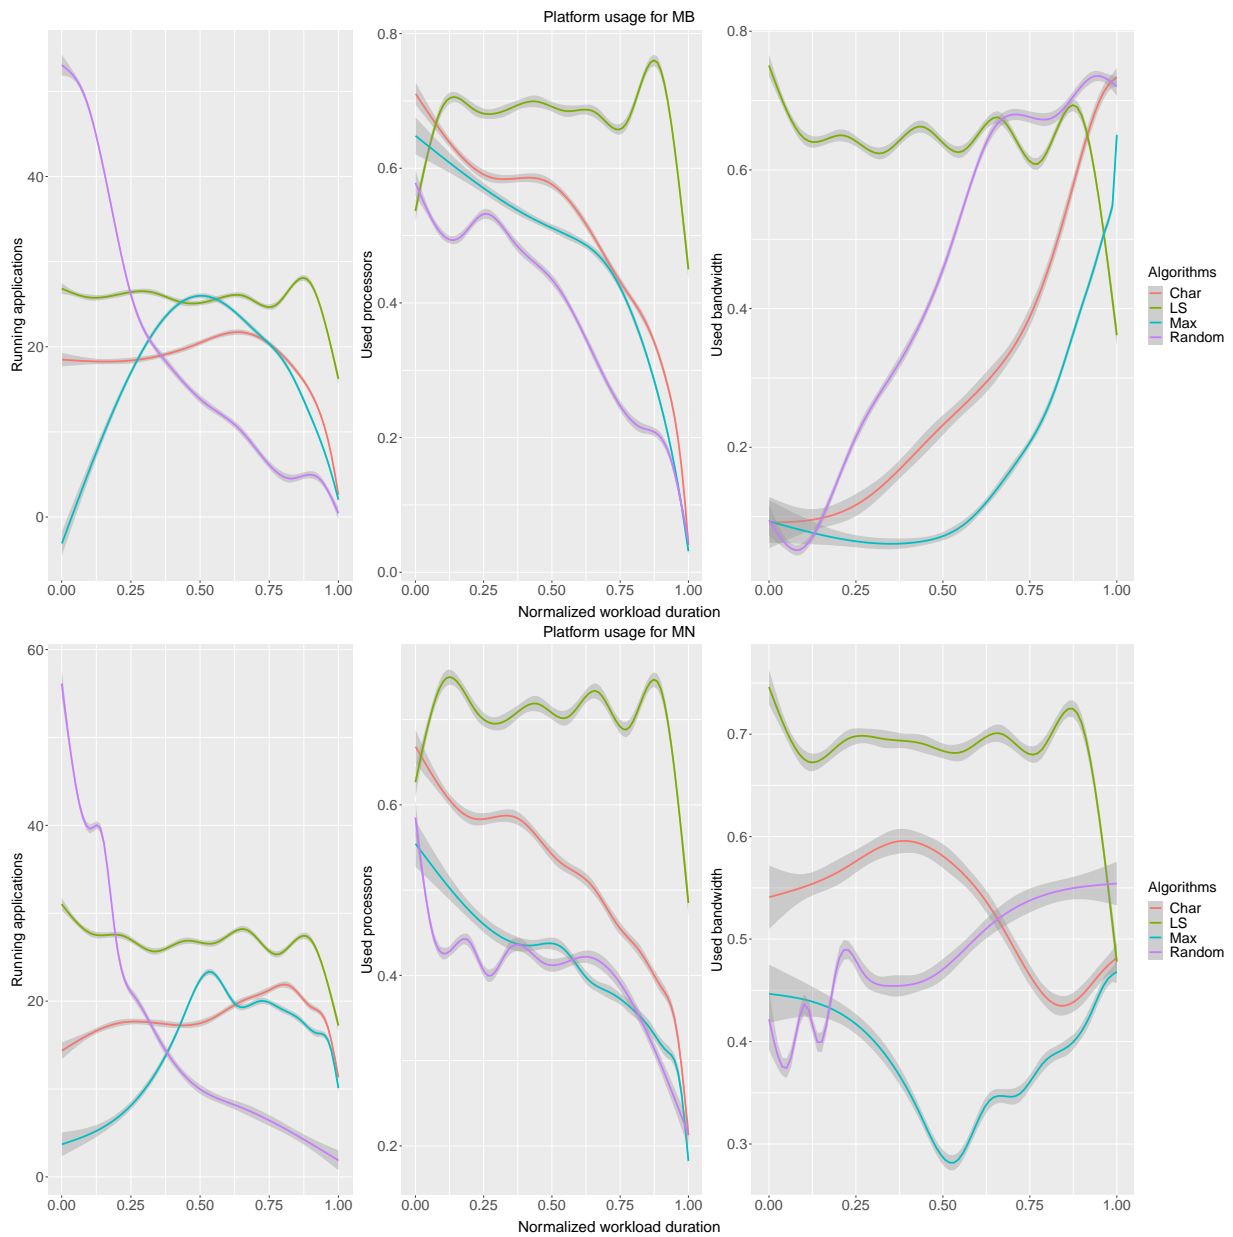 Platform usage for MB
Running applications
40
20
0
0.00 0.25 0.50 0.75 1.00
Used processors
0.8
0.6
0.4
0.2
0.0
0.00 0.25 0.50 0.75 1.00
Used bandwidth
0.8
0.6
0.4
0.2
0.00 0.25 0.50 0.75 1.00
Normalized workload duration
Algorithms
Char
LS
Max
Random
Platform usage for MN
Running applications
60
50
40
30
20
10
0
0.00 0.25 0.50 0.75 1.00
Used processors
0.6
0.4
0.2
0.00 0.25 0.50 0.75 1.00
Used bandwidth
0.7
0.6
0.5
0.4
0.3
0.00 0.25 0.50 0.75 1.00
Normalized workload duration
Algorithms
Char
LS
Max
Random